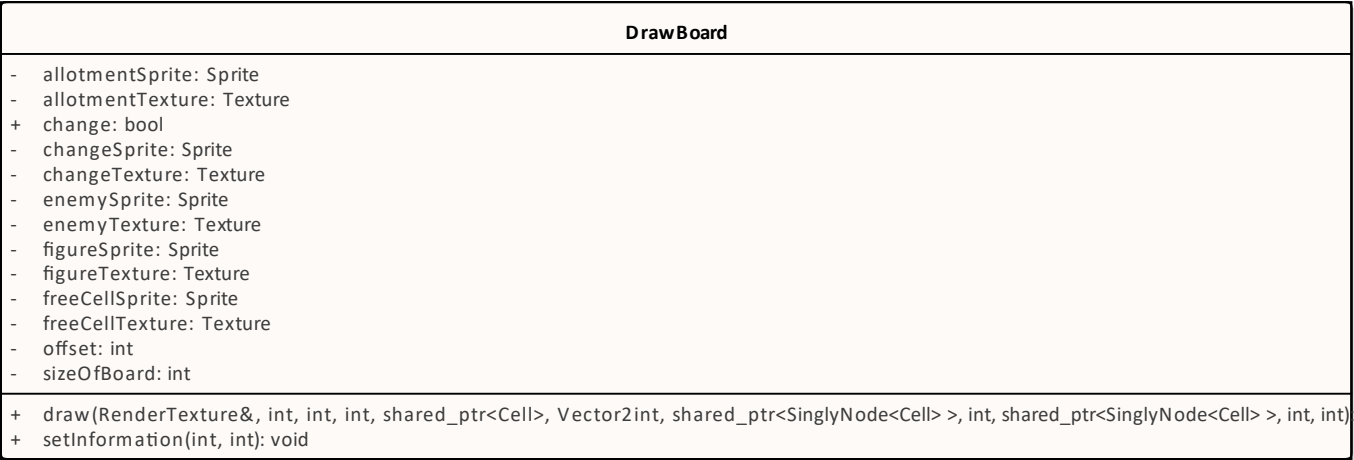 DrawBoard
- allotmentSprite: Sprite
- allotmentTexture: Texture
+ change: bool
- changeSprite: Sprite
- changeTexture: Texture
- enemySprite: Sprite
- enemyTexture: Texture
- figureSprite: Sprite
- figureTexture: Texture
- freeCellSprite: Sprite
- freeCellTexture: Texture
- offset: int
- sizeOfBoard: int
+ draw(RenderTexture&, int, int, int, shared_ptr<Cell>, Vector2int, shared_ptr<SinglyNode<Cell> >, int, shared_ptr<SinglyNode<Cell> >, int, int)
+ setInformation(int, int): void